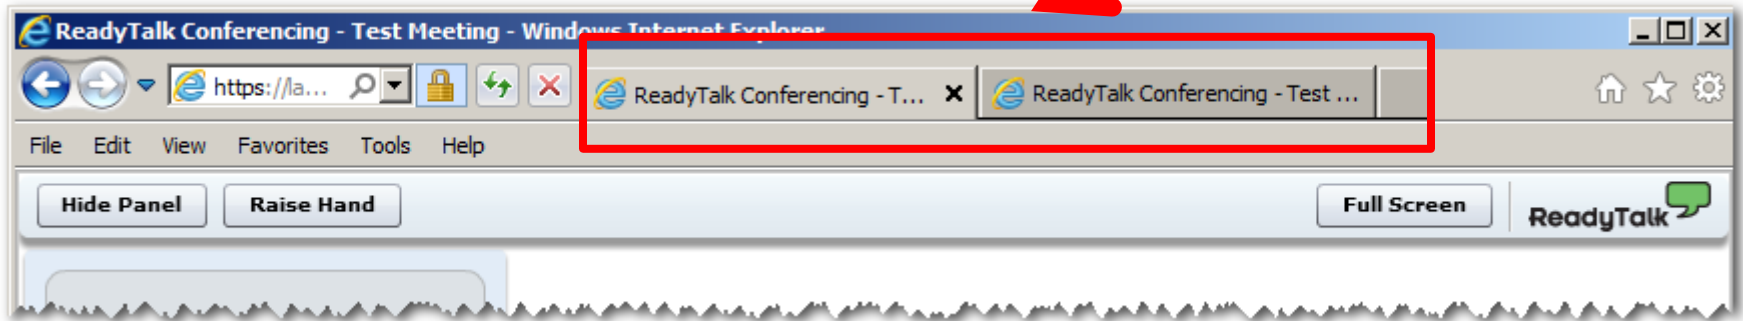 ReadyTalk Conferencing - Test Meeting - Windows Internet Explorer
https://la...
ReadyTalk Conferencing - T...
ReadyTalk Conferencing - Test ...
File Edit View Favorites Tools Help
Hide Panel Raise Hand Full Screen ReadyTalk